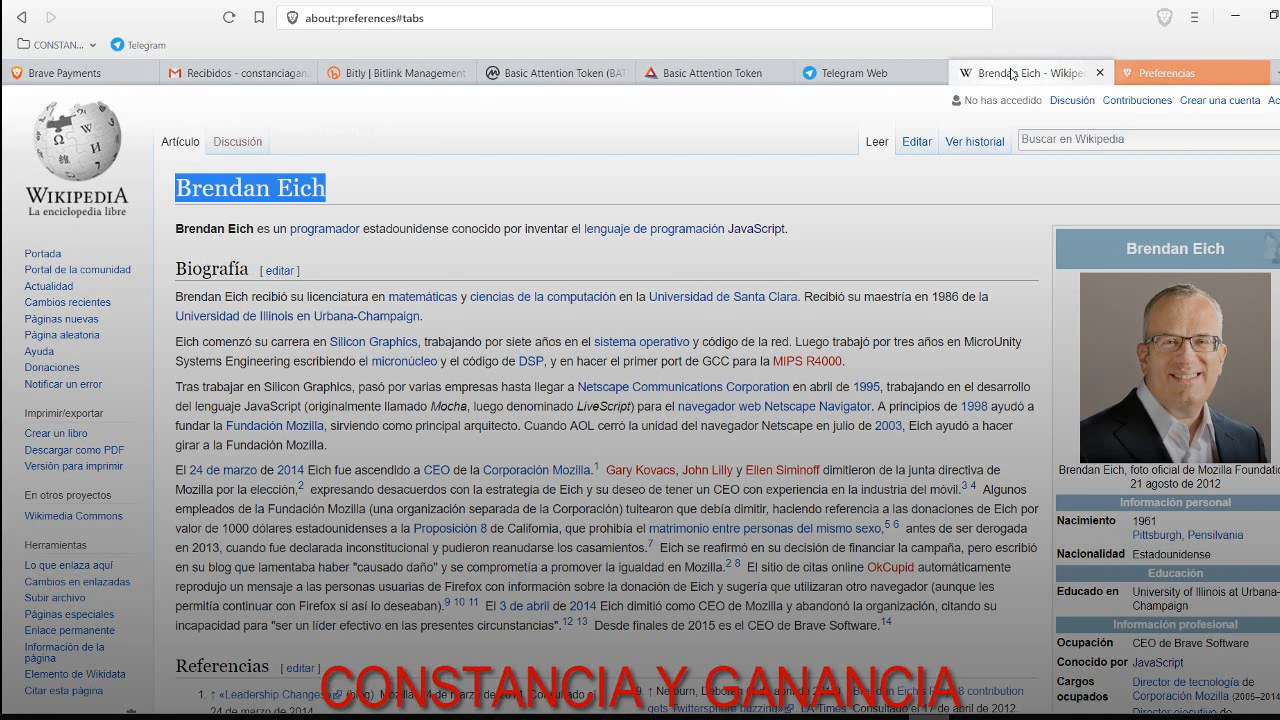 about:preferences#tabs
CONSTAN...
Telegram
Brave Payments
Recibidos - constanciagan
Bitly | Bitlink Management
Basic Attention Token (BAT
Basic Attention Token
Telegram Web
Brendan Eich - Wikipe
Preferencias
No has accedido Discusión Contribuciones Crear una cuenta Ac
Artículo Discusión
Leer Editar Ver historial
Buscar en Wikipedia
WIKIPEDIA
La enciclopedia libre
Portada
Portal de la comunidad
Actualidad
Cambios recientes
Páginas nuevas
Página aleatoria
Ayuda
Donaciones
Notificar un error
Imprimir/exportar
Crear un libro
Descargar como PDF
Versión para imprimir
En otros proyectos
Wikimedia Commons
Herramientas
Lo que enlaza aquí
Cambios en enlazadas
Subir archivo
Páginas especiales
Enlace permanente
Información de la
página
Elemento de Wikidata
Citar esta página
Brendan Eich
Brendan Eich es un programador estadounidense conocido por inventar el lenguaje de programación JavaScript.
Biografía [ editar ]
Brendan Eich recibió su licenciatura en matemáticas y ciencias de la computación en la Universidad de Santa Clara. Recibió su maestría en 1986 de la
Universidad de Illinois en Urbana-Champaign.
Eich comenzó su carrera en Silicon Graphics, trabajando por siete años en el sistema operativo y código de la red. Luego trabajó por tres años en MicroUnity
Systems Engineering escribiendo el micronúcleo y el código de DSP, y en hacer el primer port de GCC para la MIPS R4000.
Tras trabajar en Silicon Graphics, pasó por varias empresas hasta llegar a Netscape Communications Corporation en abril de 1995, trabajando en el desarrollo
del lenguaje JavaScript (originalmente llamado Mocha, luego denominado LiveScript) para el navegador web Netscape Navigator. A principios de 1998 ayudó a
fundar la Fundación Mozilla, sirviendo como principal arquitecto. Cuando AOL cerró la unidad del navegador Netscape en julio de 2003, Eich ayudó a hacer
girar a la Fundación Mozilla.
El 24 de marzo de 2014 Eich fue ascendido a CEO de la Corporación Mozilla.1 Gary Kovacs, John Lilly y Ellen Siminoff dimitieron de la junta directiva de
Mozilla por la elección,2 expresando desacuerdos con la estrategia de Eich y su deseo de tener un CEO con experiencia en la industria del móvil.3 4 Algunos
empleados de la Fundación Mozilla (una organización separada de la Corporación) tuitearon que debía dimitir, haciendo referencia a las donaciones de Eich por
valor de 1000 dólares estadounidenses a la Proposición 8 de California, que prohibía el matrimonio entre personas del mismo sexo,5 6 antes de ser derogada
en 2013, cuando fue declarada inconstitucional y pudieron reanudarse los casamientos.7 Eich se reafirmó en su decisión de financiar la campaña, pero escribió
en su blog que lamentaba haber "causado daño" y se comprometía a promover la igualdad en Mozilla.2 8 El sitio de citas online OkCupid automáticamente
reprodujo un mensaje a las personas usuarias de Firefox con información sobre la donación de Eich y sugería que utilizaran otro navegador (aunque les
permitía continuar con Firefox si así lo deseaban).9 10 11 El 3 de abril de 2014 Eich dimitió como CEO de Mozilla y abandonó la organización, citando su
incapacidad para "ser un líder efectivo en las presentes circunstancias".12 13 Desde finales de 2015 es el CEO de Brave Software.14
Referencias [ editar ]
1. ↑ «Leadership Changes»
24 de marzo de 2014.
contribution
LA Times. Consultado el 17 de abril de 2012.
CONSTANCIA Y GANANCIA
Brendan Eich
Brendan Eich, foto oficial de Mozilla Foundatio
21 agosto de 2012
Información personal
Nacimiento 1961
Pittsburgh, Pensilvania
Nacionalidad Estadounidense
Educación
Educado en University of Illinois at Urbana-
Champaign
Información profesional
Ocupación CEO de Brave Software
Conocido por JavaScript
Cargos Director de tecnología de
ocupados Corporación Mozilla (2005–2014
Director ejecutivo de